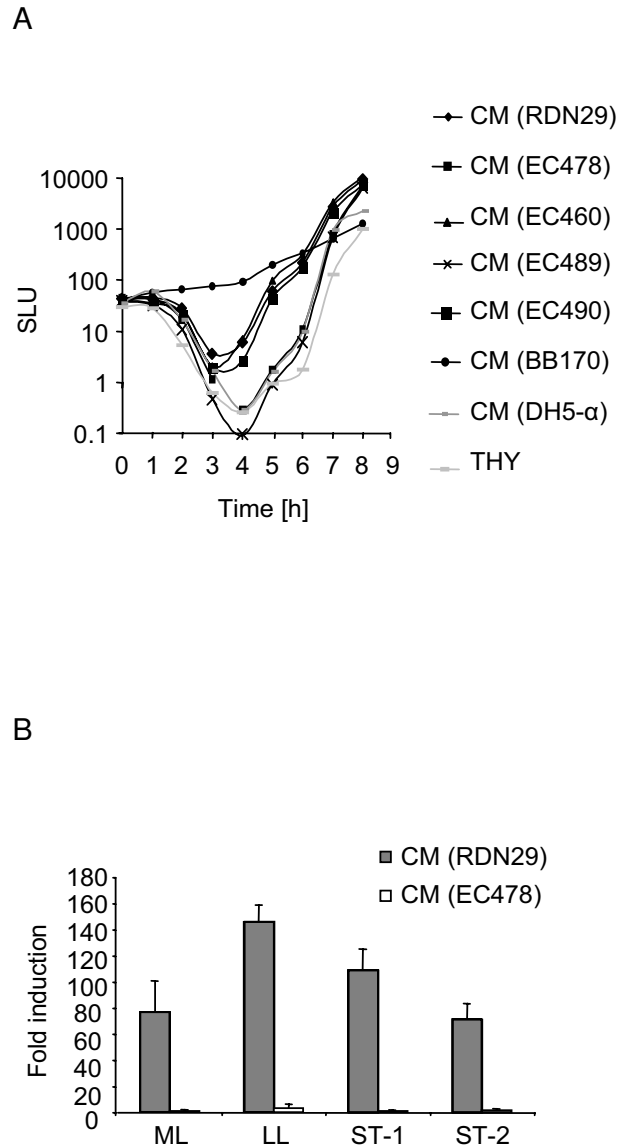 A
CM (RDN29)
CM (EC478)
CM (EC460)
CM (EC489)
CM (EC490)
CM (BB170)
CM (DH5-α)
THY
SLU
10000
1000
100
10
1
0.1
0 1 2 3 4 5 6 7 8 9
Time [h]
B
CM (RDN29)
CM (EC478)
Fold induction
180
160
140
120
100
80
60
40
20
0
ML LL ST-1 ST-2